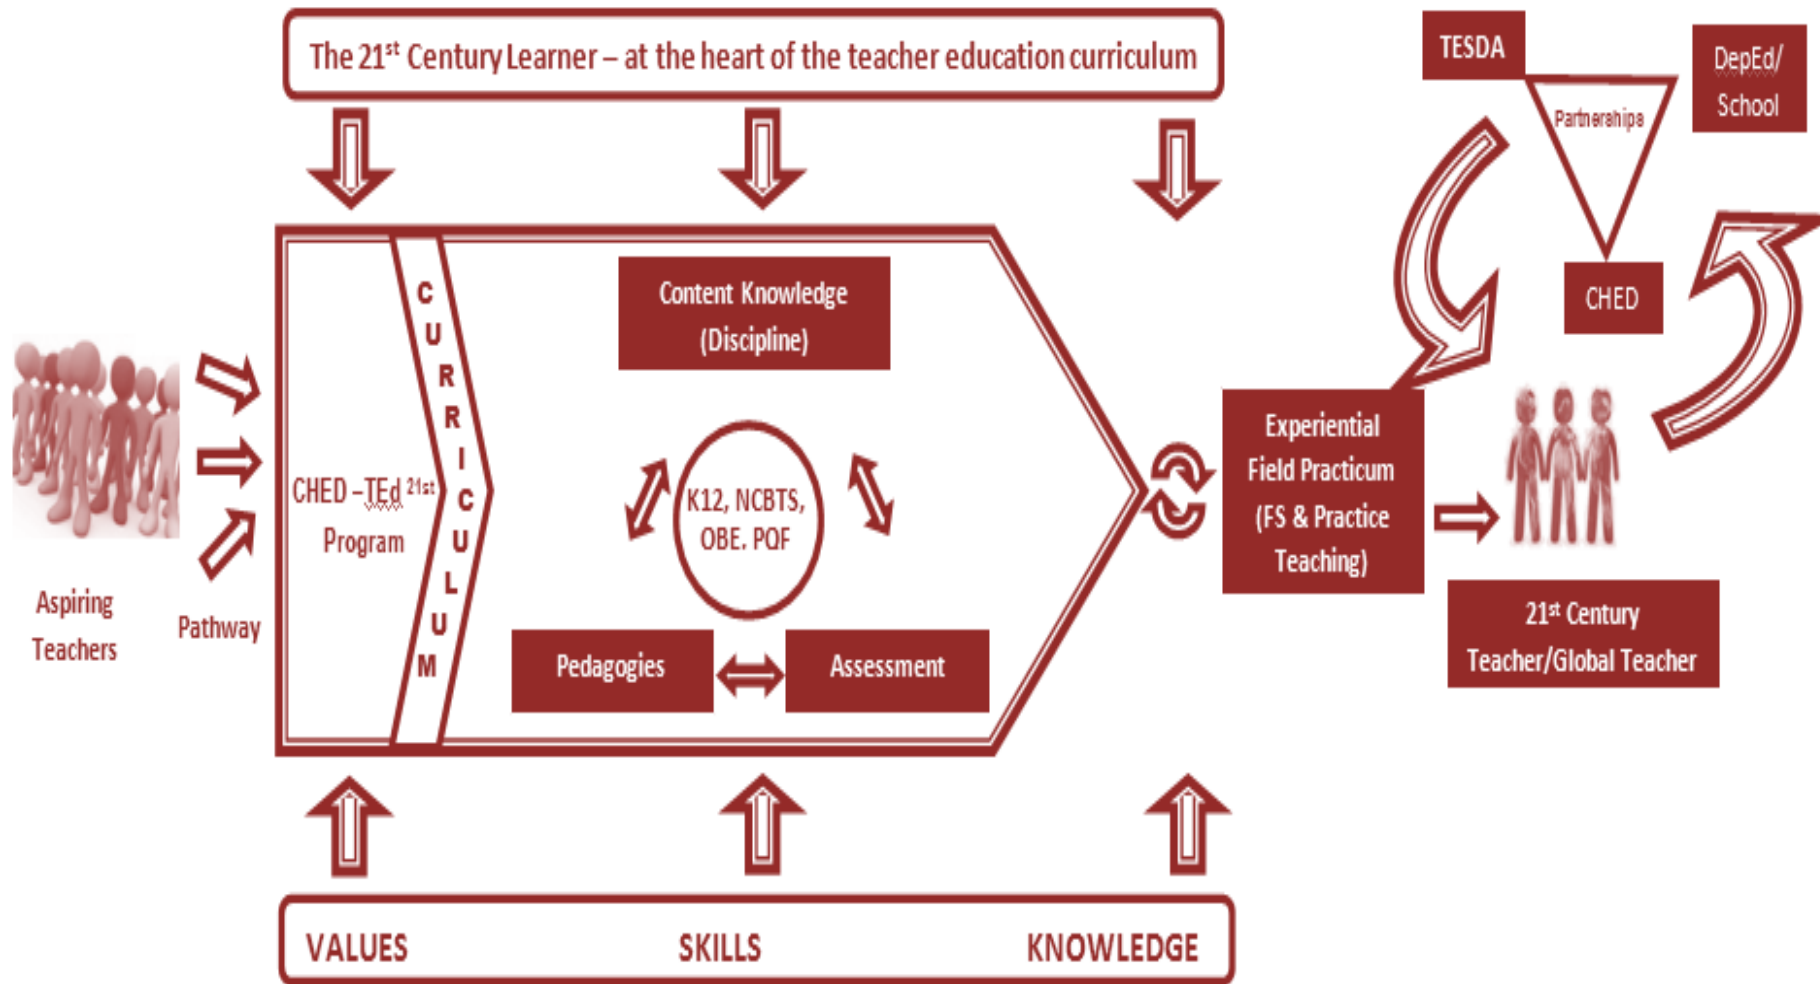 The 21st Century Learner – at the heart of the teacher education curriculum
TESDA
DepEd/
School
Partnerships
CHED
Aspiring
Teachers
Pathway
CHED –TEd 21st
Program
CURRICULUM
Content Knowledge
(Discipline)
K12, NCBTS,
OBE. PQF
Pedagogies
Assessment
Experiential
Field Practicum
(FS & Practice
Teaching)
21st Century
Teacher/Global Teacher
VALUES
SKILLS
KNOWLEDGE